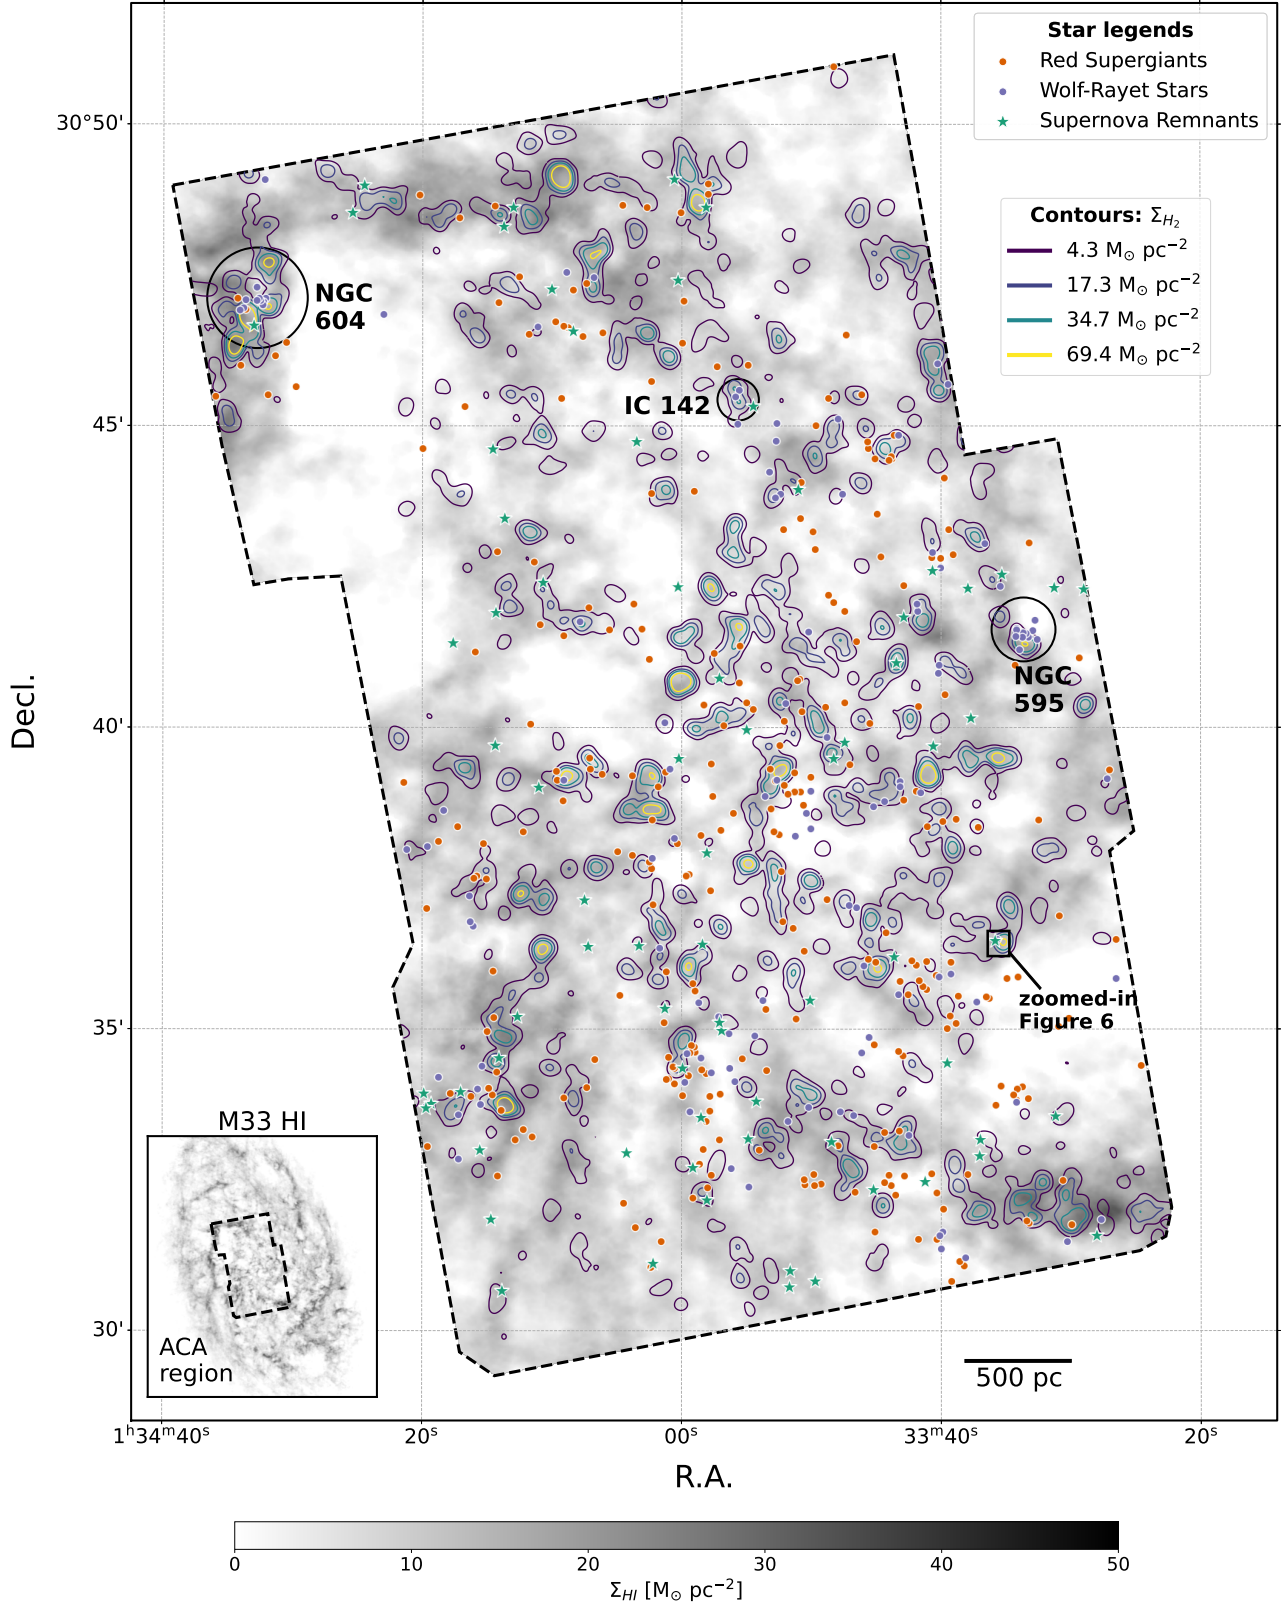 Star legends
Red Supergiants
Wolf-Rayet Stars
Supernova Remnants
Contours: Σ_{H₂}
4.3 M⊙ pc⁻²
17.3 M⊙ pc⁻²
34.7 M⊙ pc⁻²
69.4 M⊙ pc⁻²
30°50'
45'
40'
35'
30'
Decl.
NGC
604
IC 142
NGC
595
zoomed-in
Figure 6
M33 HI
ACA
region
500 pc
1ʰ34ᵐ40ˢ
20ˢ
00ˢ
33ᵐ40ˢ
20ˢ
R.A.
0
10
20
30
40
50
Σ_{HI} [M⊙ pc⁻²]